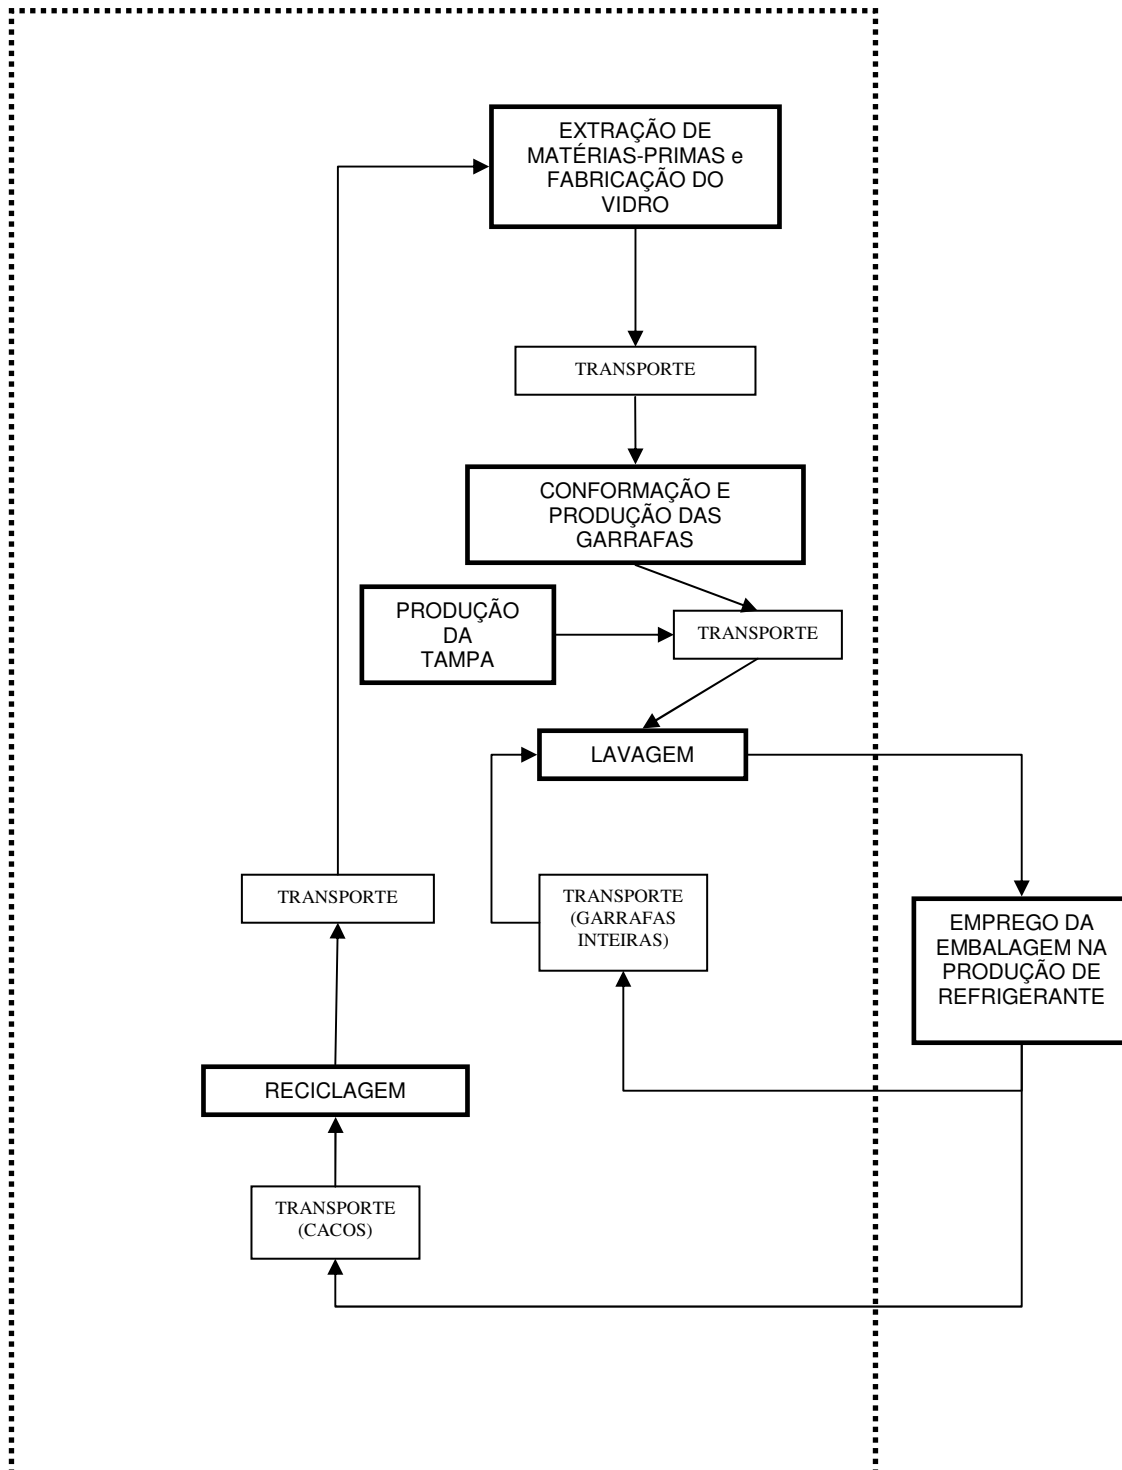 EXTRAÇÃO DE
MATÉRIAS-PRIMAS e
FABRICAÇÃO DO
VIDRO
TRANSPORTE
CONFORMAÇÃO E
PRODUÇÃO DAS
GARRAFAS
PRODUÇÃO
DA
TAMPA
TRANSPORTE
LAVAGEM
TRANSPORTE
TRANSPORTE
(GARRAFAS
INTEIRAS)
EMPREGO DA
EMBALAGEM NA
PRODUÇÃO DE
REFRIGERANTE
RECICLAGEM
TRANSPORTE
(CACOS)